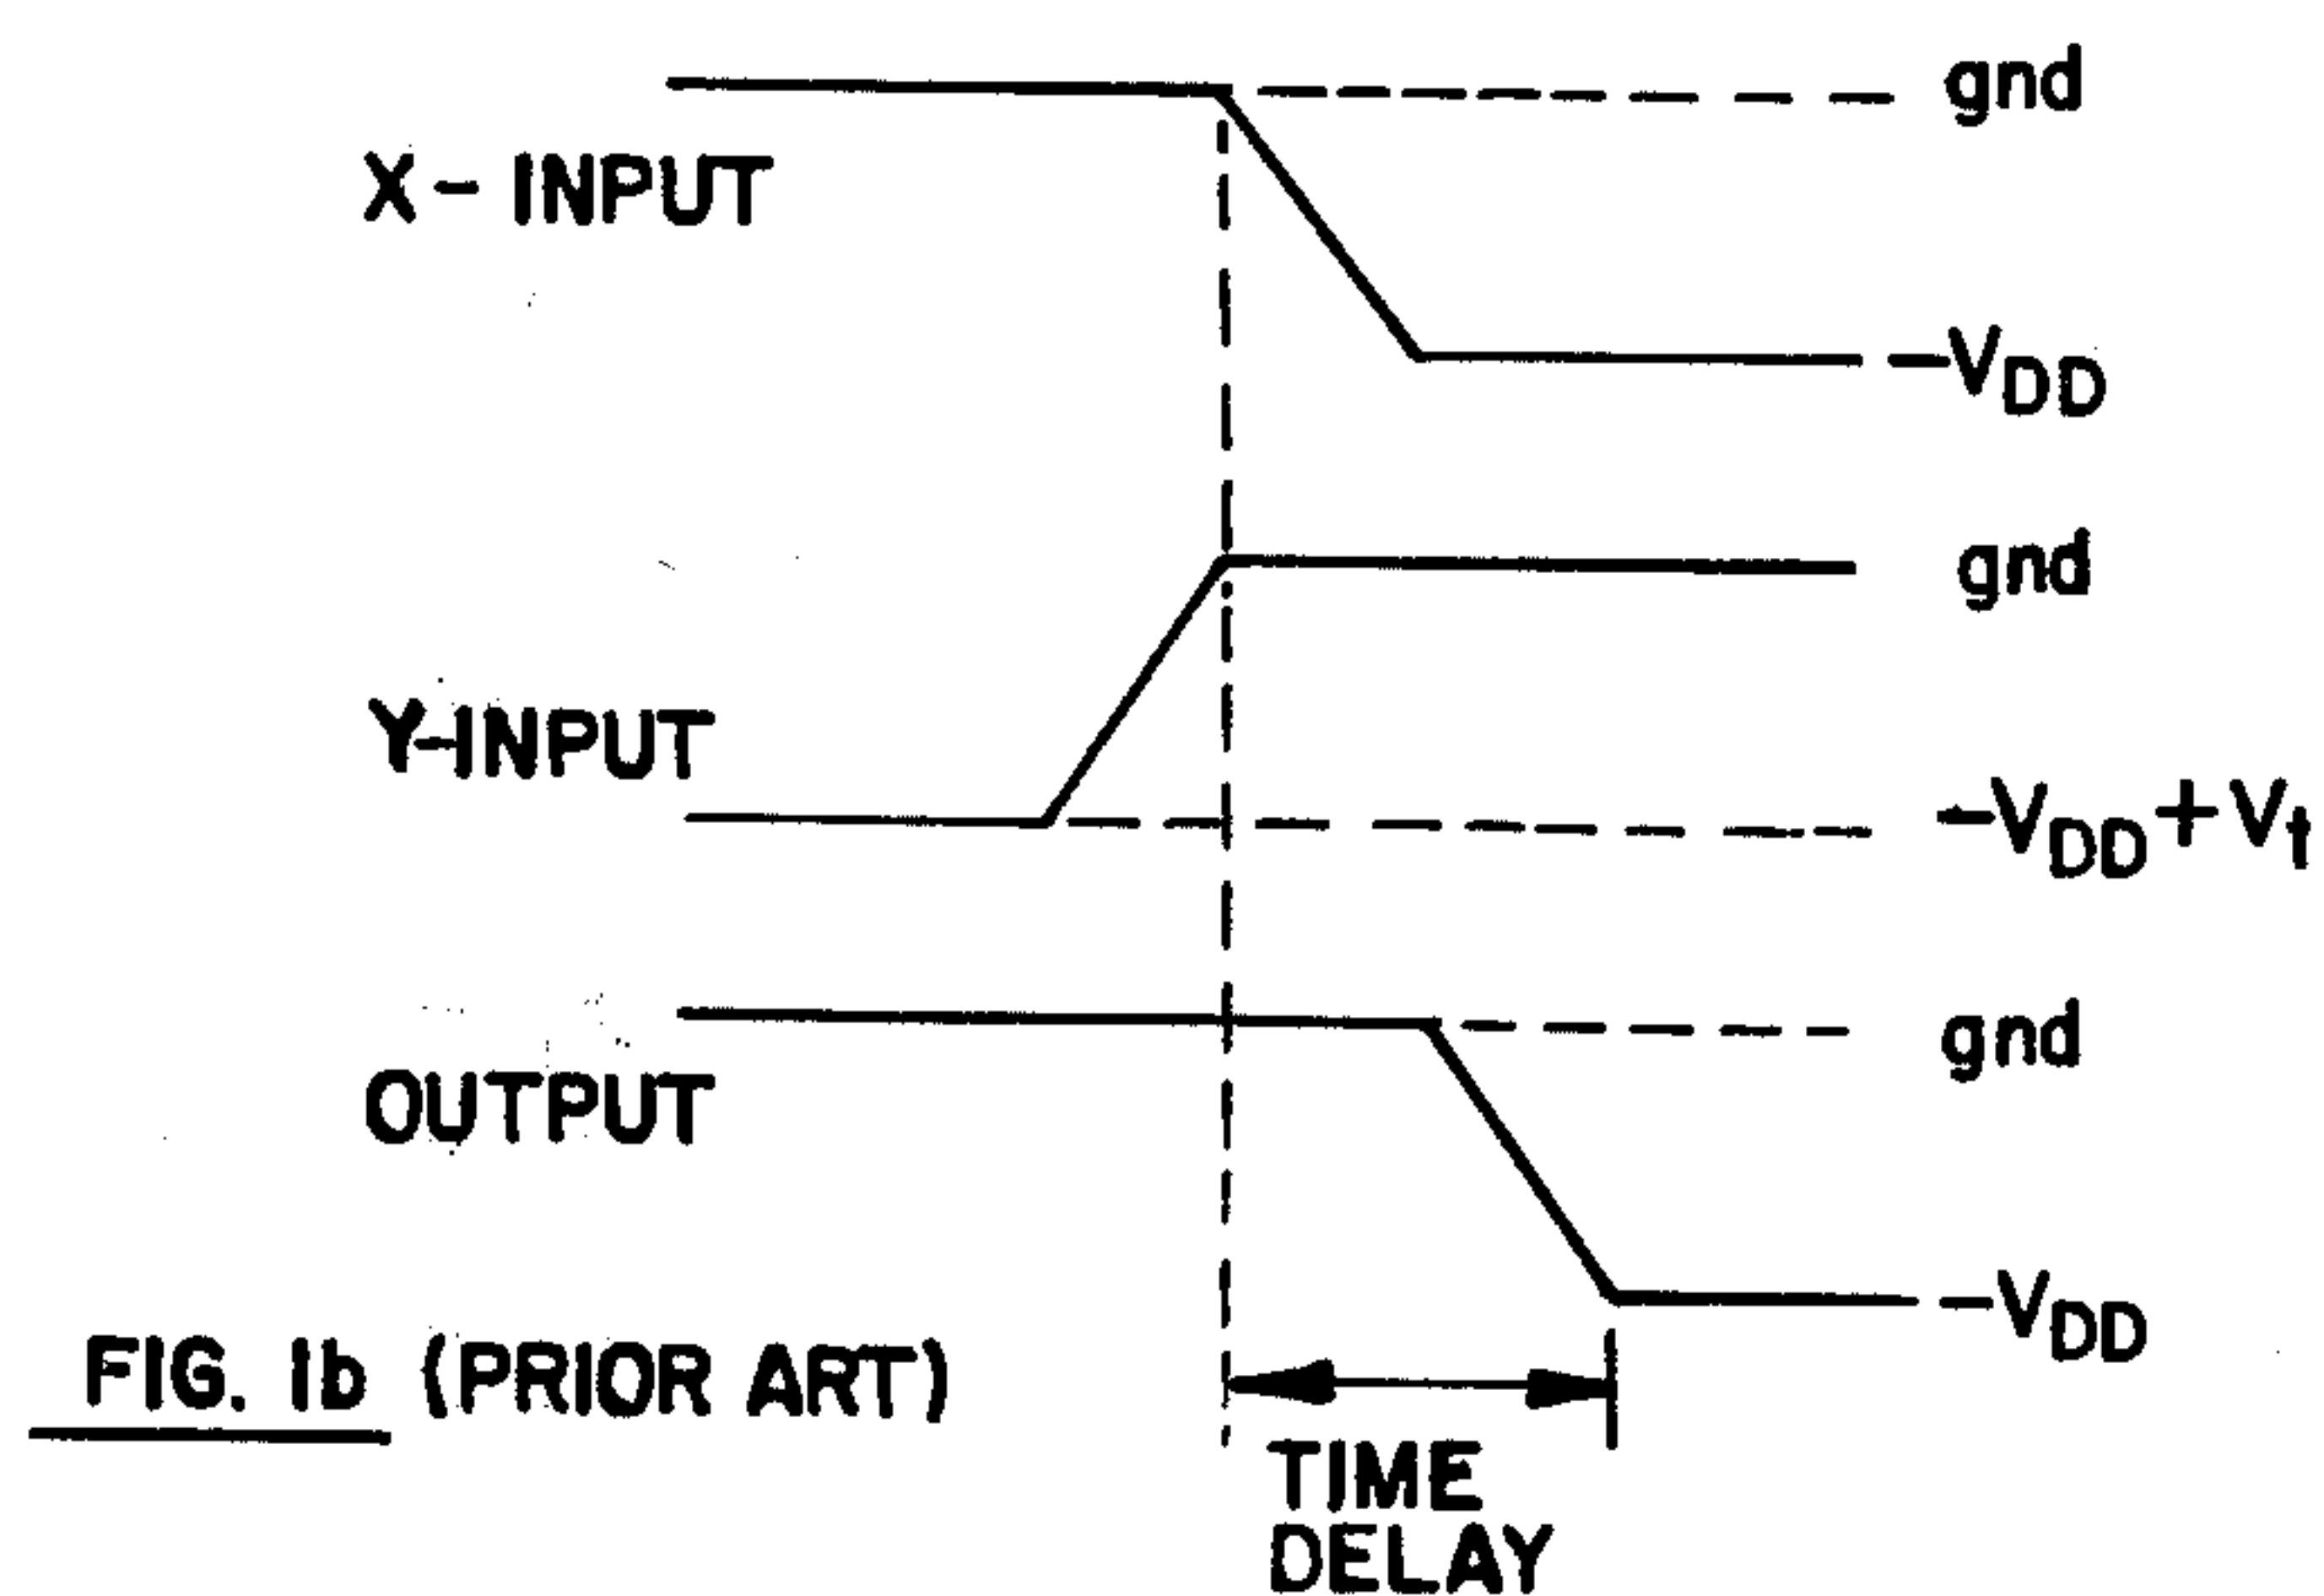 gnd
X-INPUT
-VDD
gnd
Y-INPUT
-VDD+Vt
gnd
OUTPUT
-VDD
FIG. 1b (PRIOR ART)
TIME
DELAY